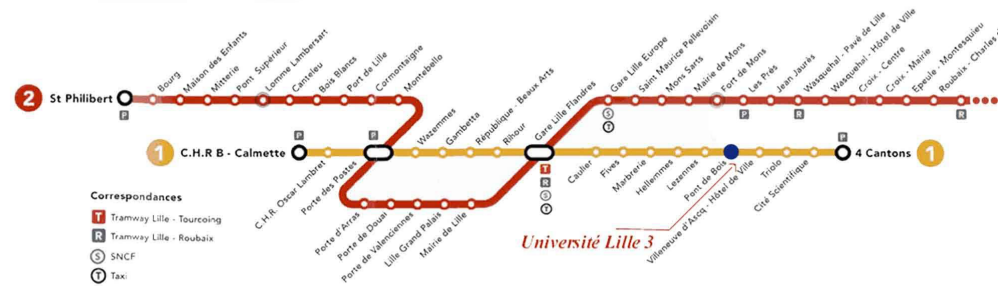 2
St Philibert
P
Bourg
Maison des Enfants
Mitterie
Pont Supérieur
Lomme Lambersart
Canteleu
Bois Blancs
Port de Lille
Cormontaigne
Montebello
Gare Lille Europe
Saint Maurice Pellevoisin
Mons Sarts
Mairie de Mons
Fort de Mons
Les Prés
Jean Jaurès
Wasquehal - Pavé de Lille
Wasquehal - Hôtel de Ville
Croix - Centre
Croix - Mairie
Epeule - Montesquieu
Roubaix - Charles
S
T
P
R
R
1
C.H.R B - Calmette
P
C.H.R. Oscar Lambret
P
Porte des Postes
Wazemmes
Gambetta
République - Beaux Arts
Rihour
Gare Lille Flandres
T
R
S
T
Caulier
Fives
Marbrerie
Hellemmes
Lezennes
Pont de Bois
Villeneuve d'Ascq - Hôtel de Ville
Triolo
Cité Scientifique
P
4 Cantons
1
Porte d'Arras
Porte de Douai
Porte de Valenciennes
Lille Grand Palais
Mairie de Lille
Université Lille 3
Correspondances
T Tramway Lille - Tourcoing
R Tramway Lille - Roubaix
S SNCF
T Taxi